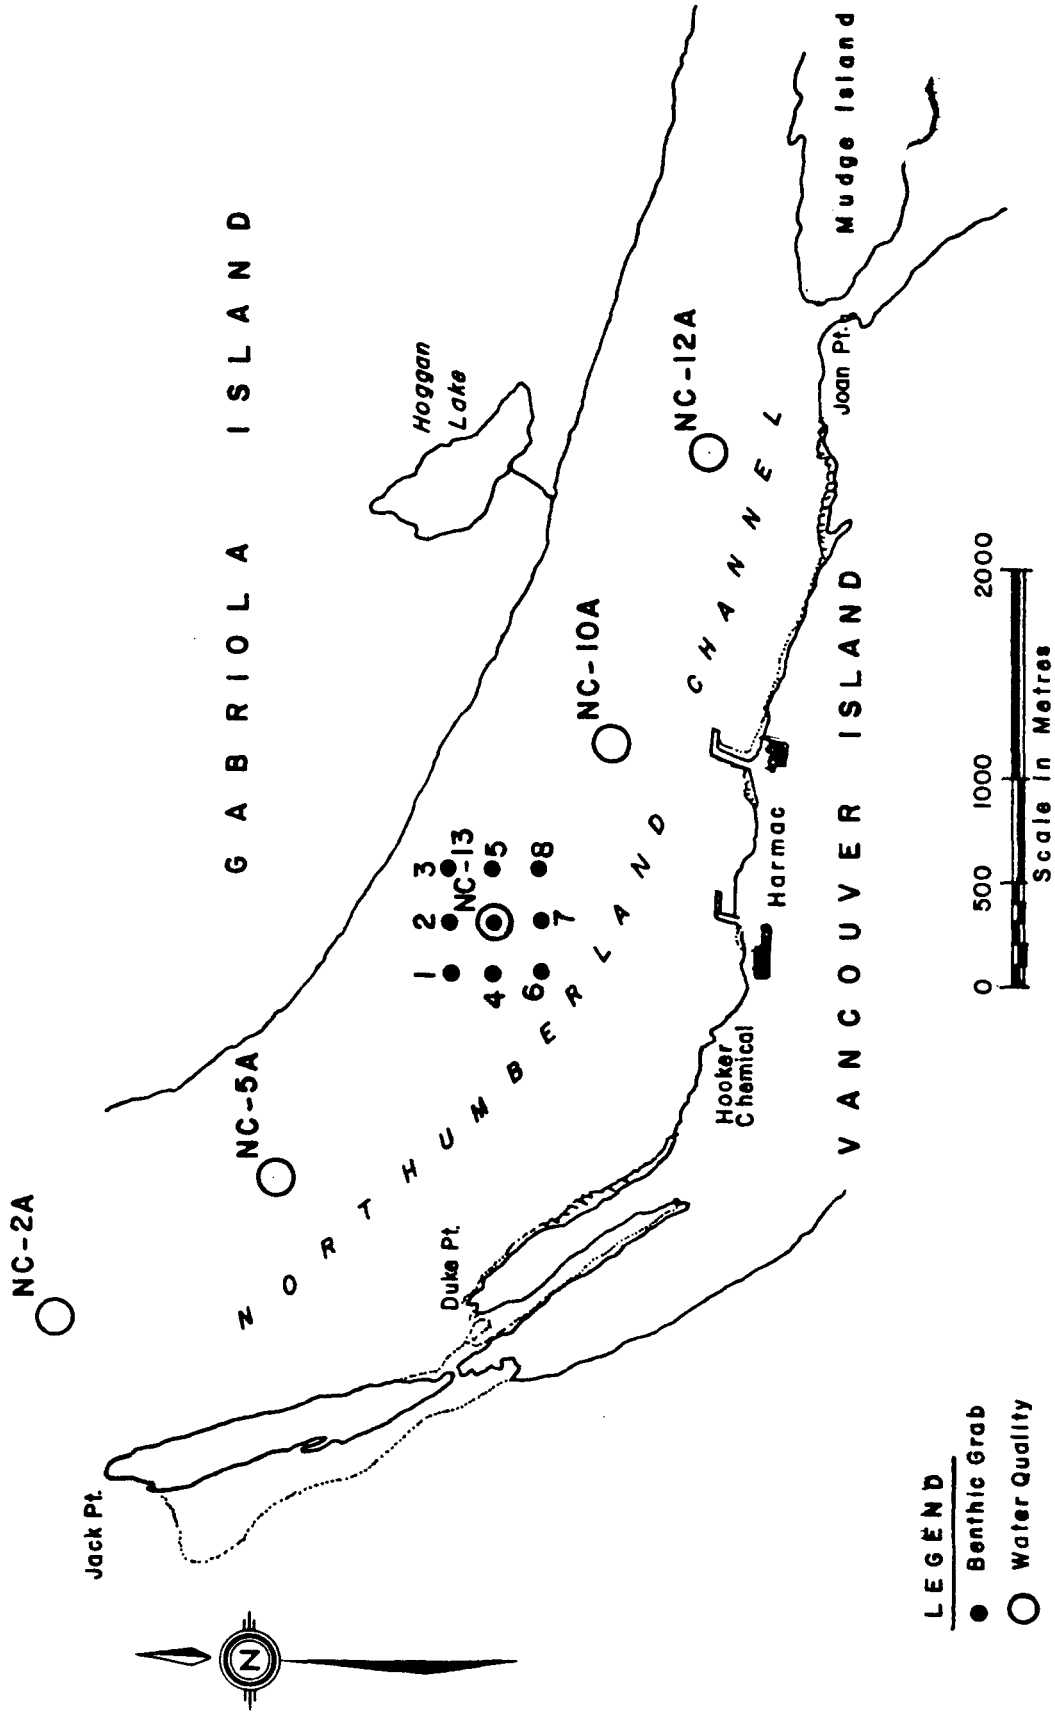 NC-2A
NC-5A
GABRIOLA ISLAND
Hoggan
Lake
1
2
3
NC-13
4
5
6
7
8
NC-10A
NC-12A
NORTHUMBERLAND CHANNEL
Jack Pt.
Duke Pt.
Hooker
Chemical
Harmac
Joan Pt.
Mudge Island
VANCOUVER ISLAND
N
LEGEND
Benthic Grab
Water Quality
0 500 1000 2000
Scale in Metres